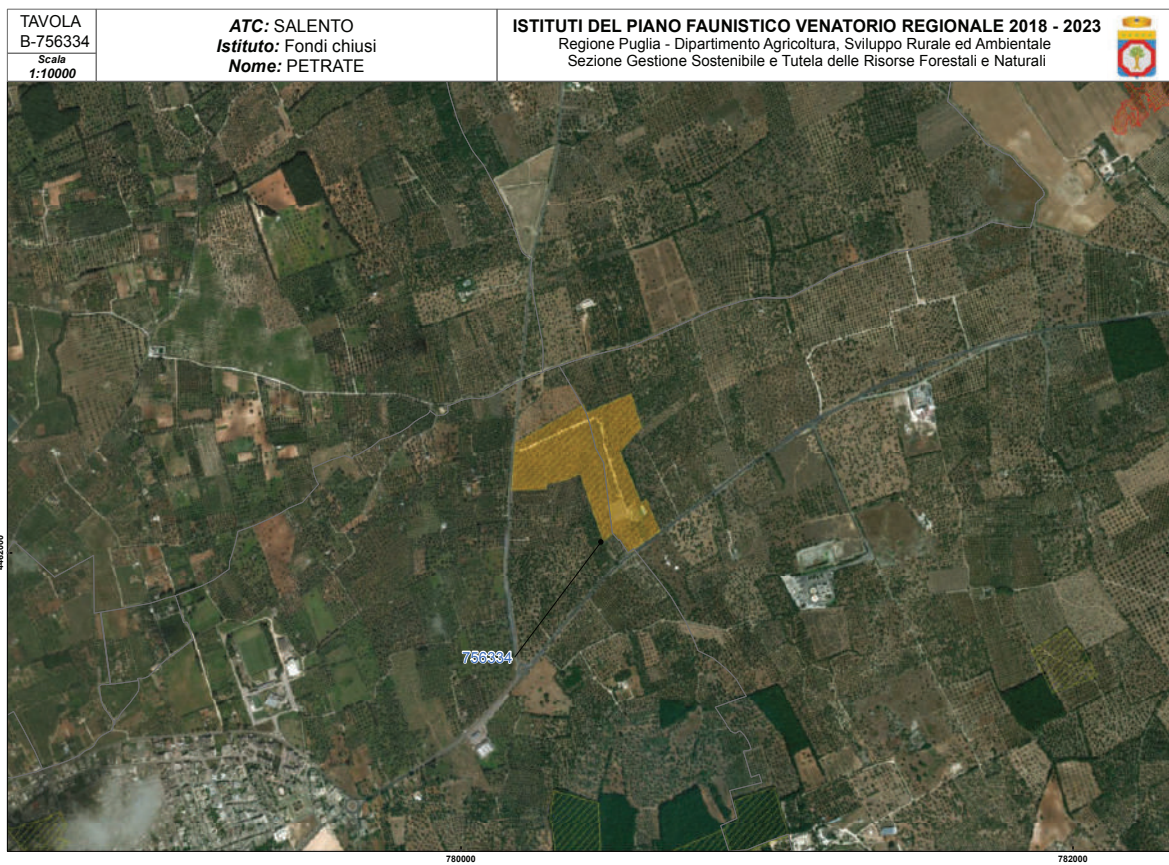 TAVOLA
B-756334
Scala
1:10000
ATC: SALENTO
Istituto: Fondi chiusi
Nome: PETRATE
ISTITUTI DEL PIANO FAUNISTICO VENATORIO REGIONALE 2018 - 2023
Regione Puglia - Dipartimento Agricoltura, Sviluppo Rurale ed Ambientale
Sezione Gestione Sostenibile e Tutela delle Risorse Forestali e Naturali
756334
780000
782000